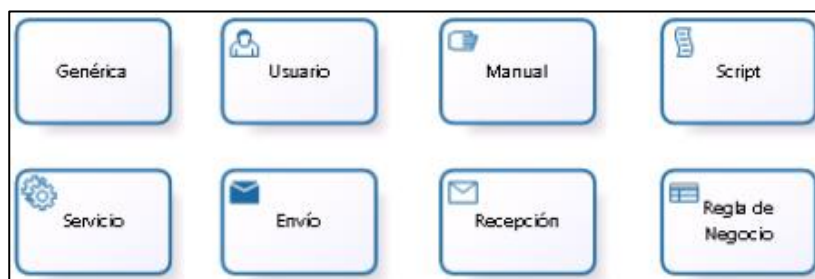 Genérica
Usuario
Manual
Script
Servicio
Envío
Recepción
Regla de
Negocio